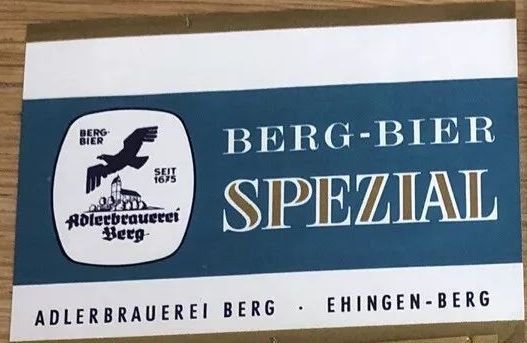 BERG-
BIER
SEIT
1675
Adlerbrauerei
Berg
BERG-BIER
SPEZIAL
ADLERBRAUEREI BERG · EHINGEN-BERG